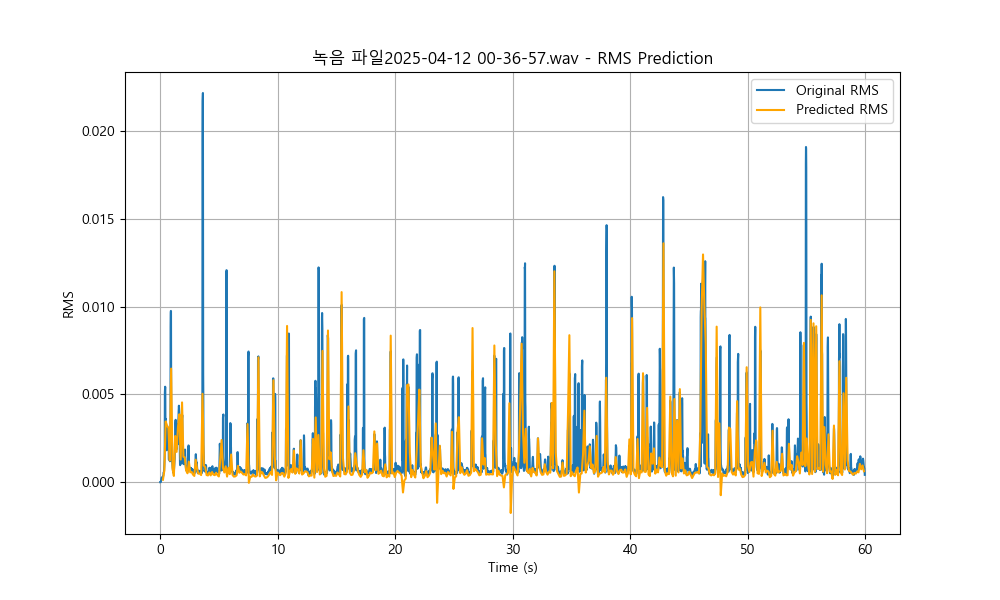 녹음 파일2025-04-12 00-36-57.wav - RMS Prediction
Original RMS
Predicted RMS
0.020
0.015
0.010
0.005
0.000
RMS
0 10 20 30 40 50 60
Time (s)